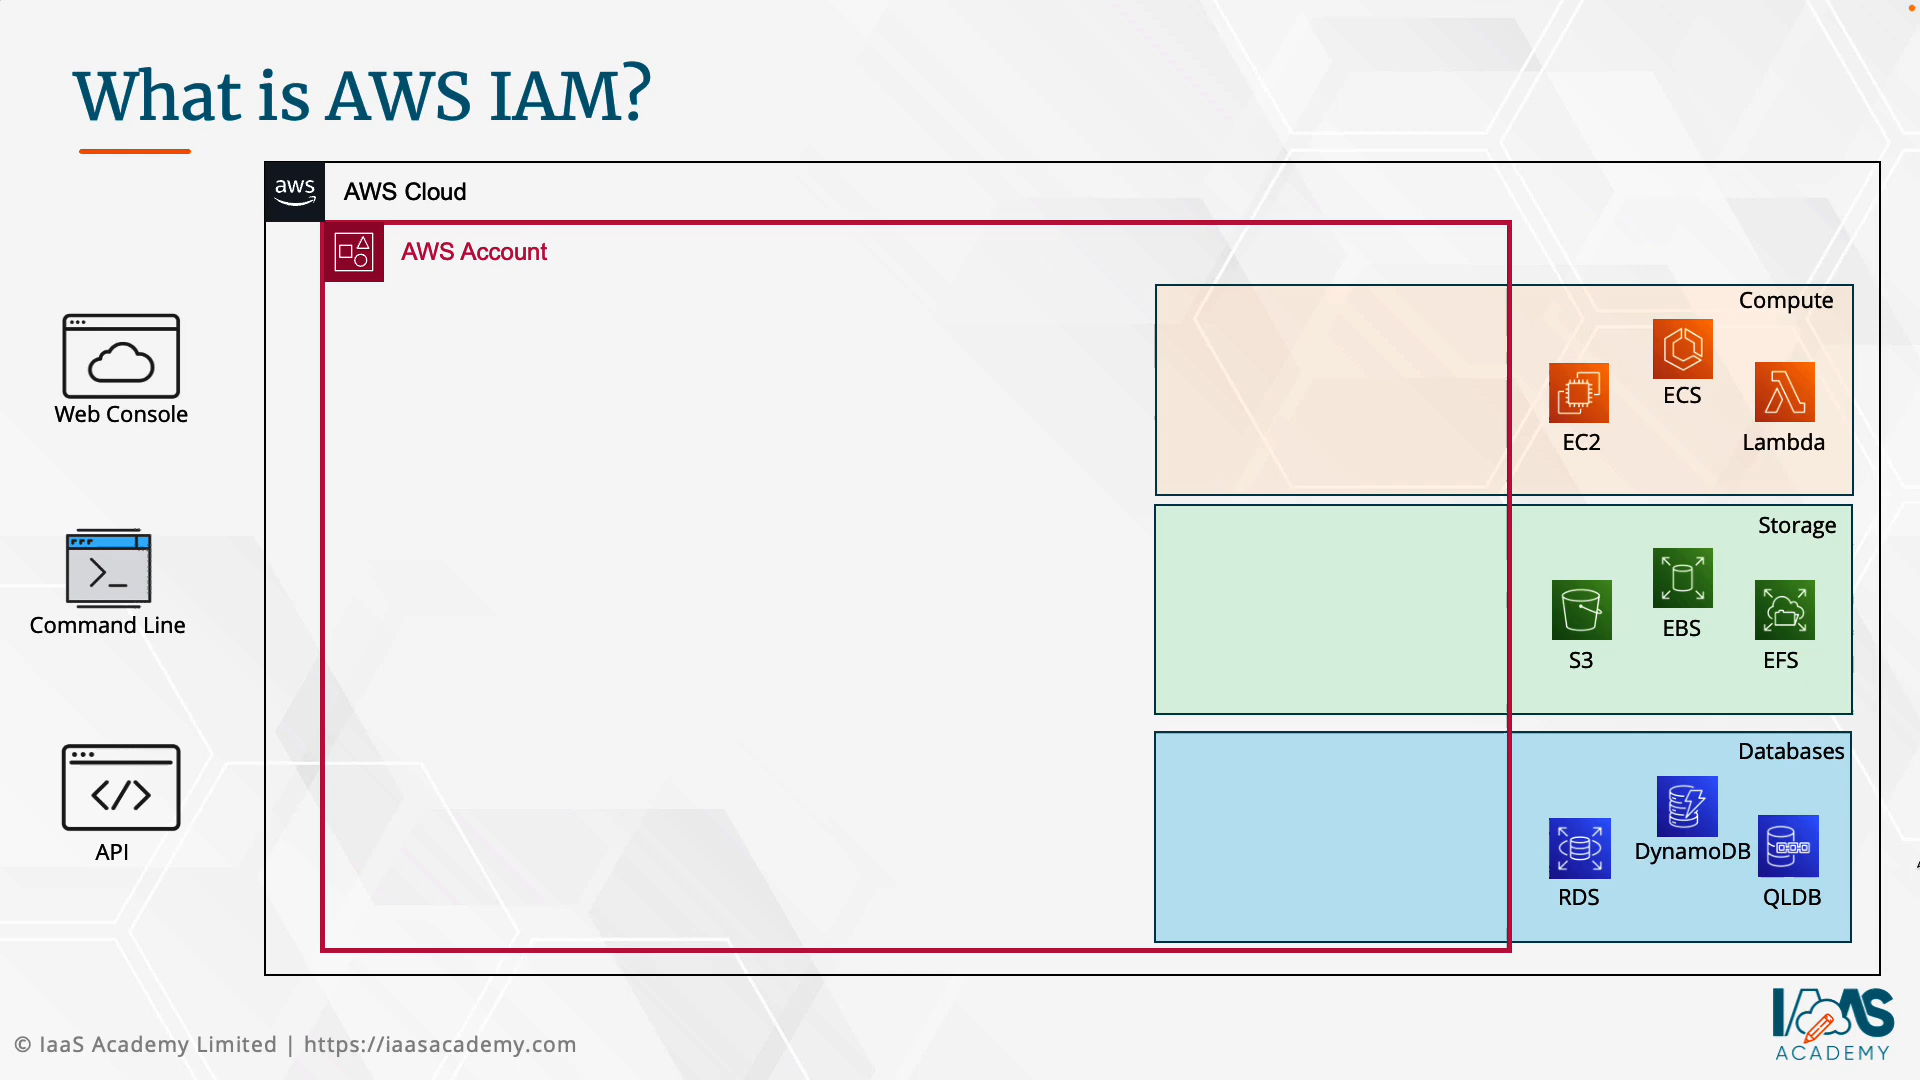 What is AWS IAM?
aws
AWS Cloud
AWS Account
Web Console
Command Line
API
Compute
EC2
ECS
Lambda
Storage
S3
EBS
EFS
Databases
RDS
DynamoDB
QLDB
© IaaS Academy Limited | https://iaasacademy.com
IAAS
ACADEMY